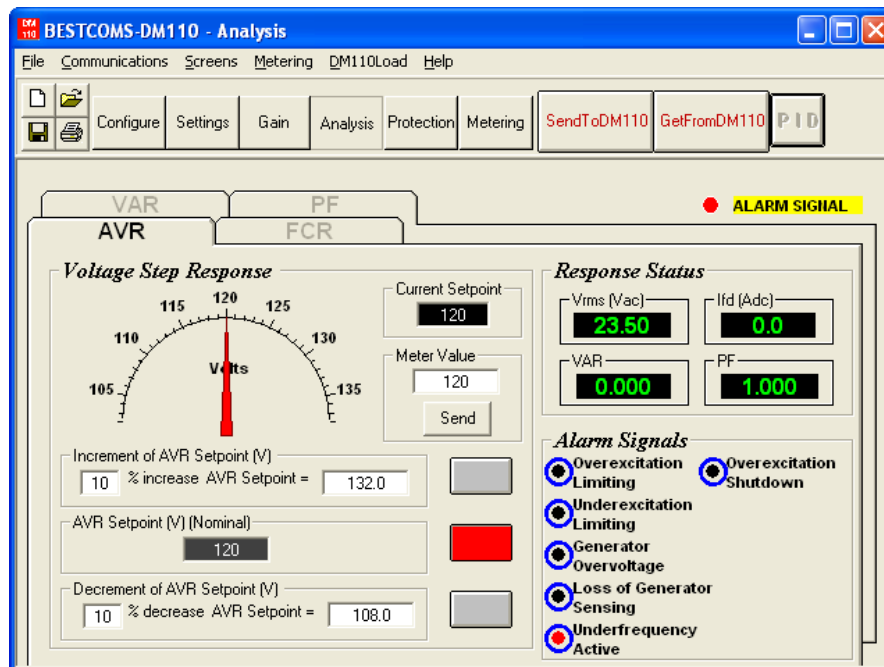 DM
110
BESTCOMS-DM110 - Analysis
File Communications Screens Metering DM110Load Help
Configure Settings Gain Analysis Protection Metering SendToDM110 GetFromDM110 PID
VAR PF
ALARM SIGNAL
AVR FCR
Voltage Step Response
105
110
115
120
125
130
135
Volts
Current Setpoint
120
Meter Value
120
Send
Increment of AVR Setpoint (V)
10 % increase AVR Setpoint = 132.0
AVR Setpoint (V) (Nominal)
120
Decrement of AVR Setpoint (V)
10 % decrease AVR Setpoint = 108.0
Response Status
Vrms (Vac) Ifd (Adc)
23.50 0.0
VAR PF
0.000 1.000
Alarm Signals
Overexcitation
Limiting
Overexcitation
Shutdown
Underexcitation
Limiting
Generator
Overvoltage
Loss of Generator
Sensing
Underfrequency
Active